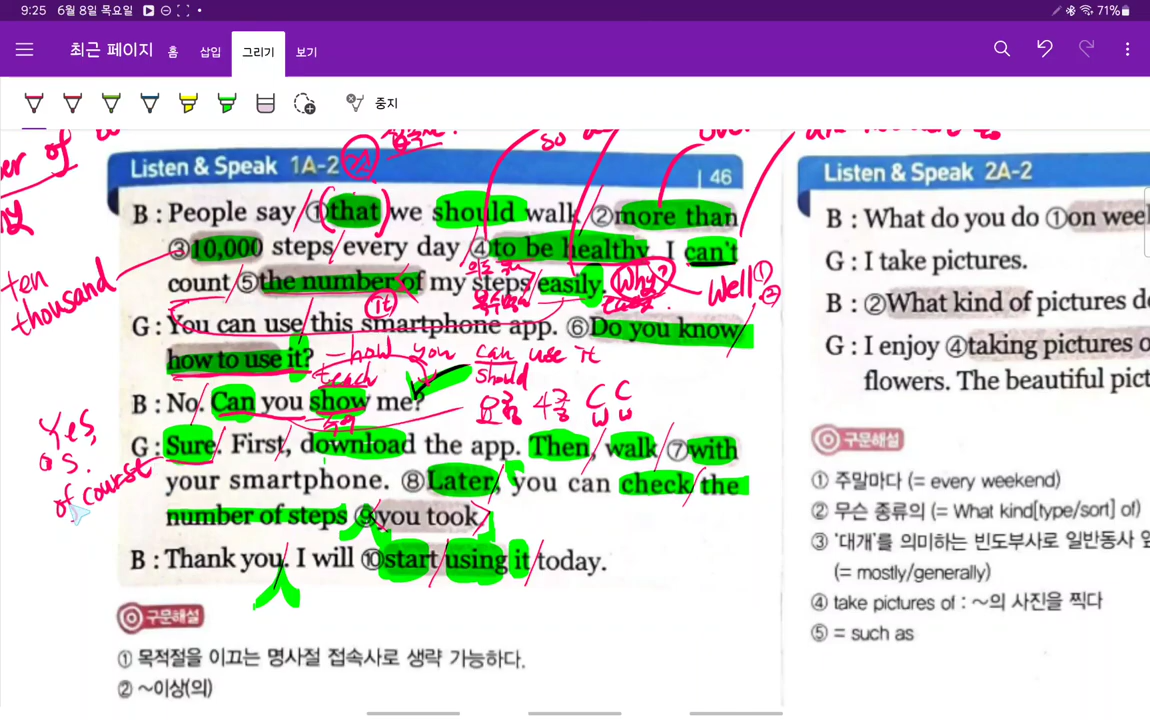 9:25 6월 8일 목요일 71%
최근 페이지 홈 삽입 그리기 보기
중지
er of
so
ten thousand
Listen & Speak 1A-2
46
B : People say ①that we should walk ②more than
③10,000 steps every day ④to be healthy. I can't
count ⑤the number of my steps easily. Why? Well ① ②
it
G : You can use this smartphone app. ⑥Do you know
how to use it? - how you can use it
teach should
B : No. Can you show me?
요굼 4굼
G : Sure. First, download the app. Then, walk ⑦with
your smartphone. ⑧Later, you can check the
number of steps ⑨you took.
B : Thank you. I will ⑩start using it today.
Yes,
of course
구문해설
① 목적절을 이끄는 명사절 접속사로 생략 가능하다.
② ~이상(의)
Listen & Speak 2A-2
B : What do you do ①on wee
G : I take pictures.
B : ②What kind of pictures d
G : I enjoy ④taking pictures o
flowers. The beautiful pict
구문해설
① 주말마다 (= every weekend)
② 무슨 종류의 (= What kind[type/sort] of)
③ '대개'를 의미하는 빈도부사로 일반동사 앞
(= mostly/generally)
④ take pictures of : ~의 사진을 찍다
⑤ = such as